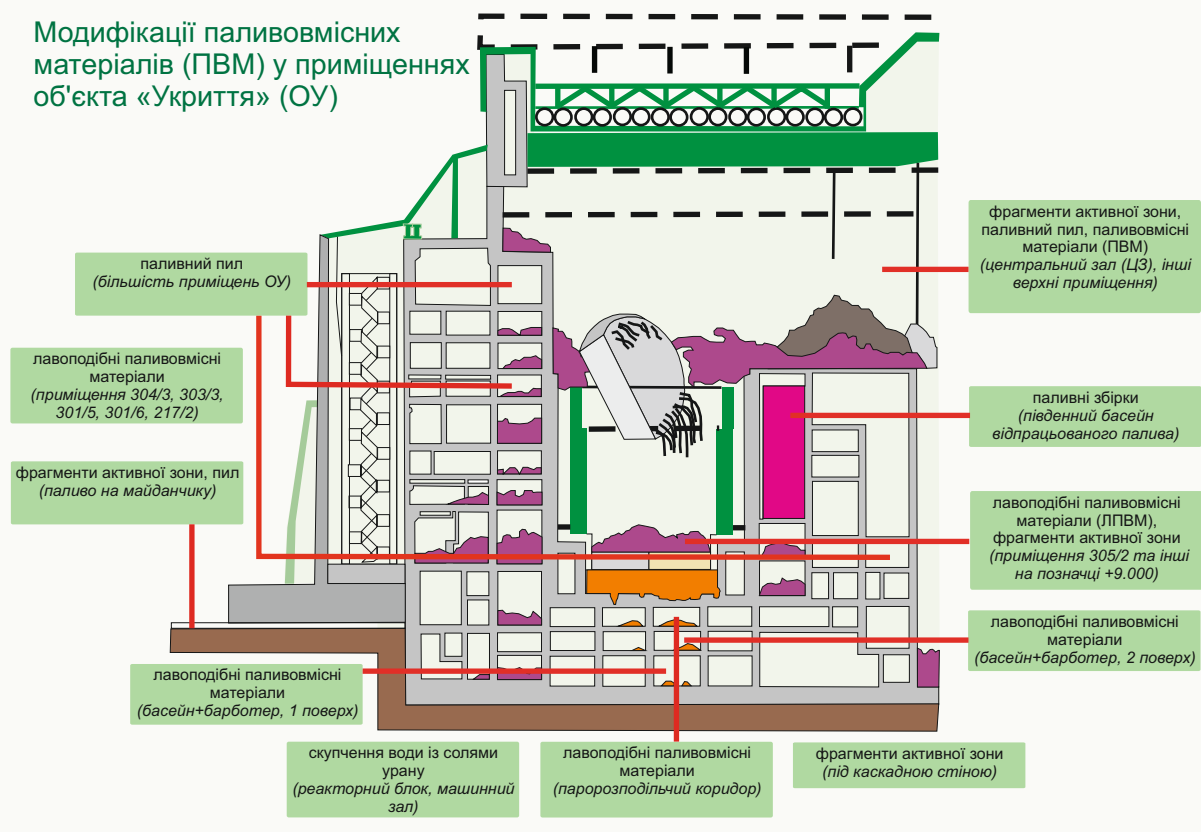 Модифікації паливовмісних
матеріалів (ПВМ) у приміщеннях
об'єкта «Укриття» (ОУ)
паливний пил
(більшість приміщень ОУ)
лавоподібні паливовмісні
матеріали
(приміщення 304/3, 303/3,
301/5, 301/6, 217/2)
фрагменти активної зони, пил
(паливо на майданчику)
фрагменти активної зони,
паливний пил, паливовмісні
матеріали (ПВМ)
(центральний зал (ЦЗ), інші
верхні приміщення)
паливні збірки
(південний басейн
відпрацьованого палива)
лавоподібні паливовмісні
матеріали (ЛПВМ),
фрагменти активної зони
(приміщення 305/2 та інші
на позначці +9.000)
лавоподібні паливовмісні
матеріали
(басейн+барботер, 2 поверх)
лавоподібні паливовмісні
матеріали
(басейн+барботер, 1 поверх)
скупчення води із солями
урану
(реакторний блок, машинний
зал)
лавоподібні паливовмісні
матеріали
(паророзподільчий коридор)
фрагменти активної зони
(під каскадною стіною)